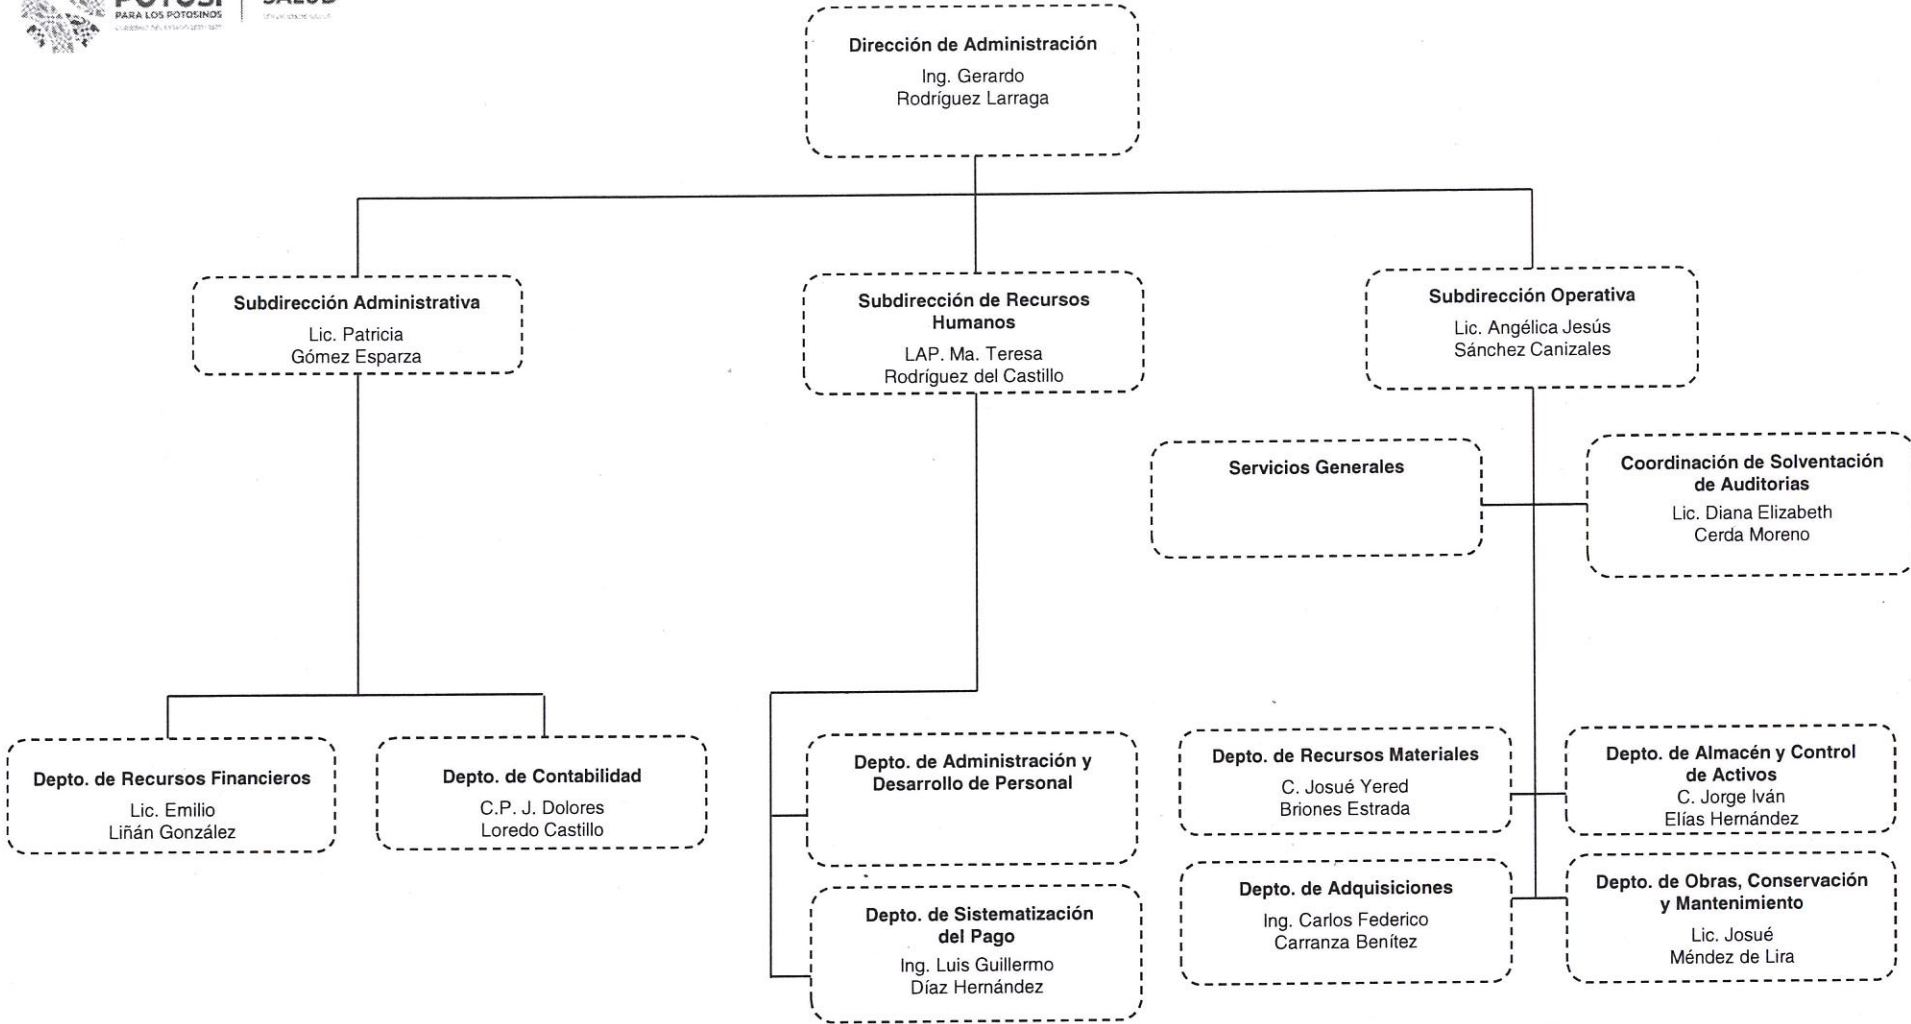 POTOSÍ
PARA LOS POTOSINOS
SALUD
Dirección de Administración
Ing. Gerardo
Rodríguez Larraga
Subdirección Administrativa
Lic. Patricia
Gómez Esparza
Subdirección de Recursos
Humanos
LAP. Ma. Teresa
Rodríguez del Castillo
Subdirección Operativa
Lic. Angélica Jesús
Sánchez Canizales
Servicios Generales
Coordinación de Solventación
de Auditorias
Lic. Diana Elizabeth
Cerda Moreno
Depto. de Recursos Financieros
Lic. Emilio
Liñán González
Depto. de Contabilidad
C.P. J. Dolores
Loredo Castillo
Depto. de Administración y
Desarrollo de Personal
Depto. de Sistematización
del Pago
Ing. Luis Guillermo
Díaz Hernández
Depto. de Recursos Materiales
C. Josué Yered
Briones Estrada
Depto. de Almacén y Control
de Activos
C. Jorge Iván
Elías Hernández
Depto. de Adquisiciones
Ing. Carlos Federico
Carranza Benítez
Depto. de Obras, Conservación
y Mantenimiento
Lic. Josué
Méndez de Lira